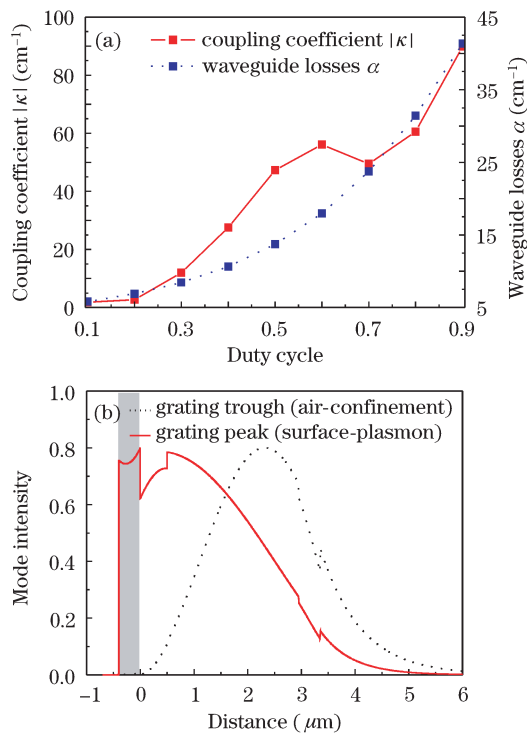 (a)
coupling coefficient |κ|
waveguide losses α
Coupling coefficient |κ| (cm⁻¹)
100
80
60
40
20
0
45
35
25
15
5
Waveguide losses α (cm⁻¹)
0.1 0.3 0.5 0.7 0.9
Duty cycle
(b)
grating trough (air-confinement)
grating peak (surface-plasmon)
Mode intensity
1.0
0.8
0.6
0.4
0.2
0.0
−1 0 1 2 3 4 5 6
Distance (μm)